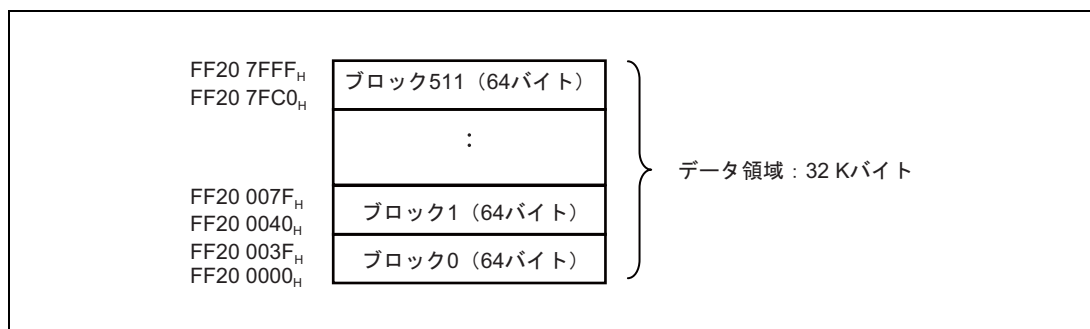 FF20 7FFFH
FF20 7FC0H
ブロック511（64バイト）
：
FF20 007FH
FF20 0040H
ブロック1（64バイト）
FF20 003FH
FF20 0000H
ブロック0（64バイト）
データ領域：32 Kバイト